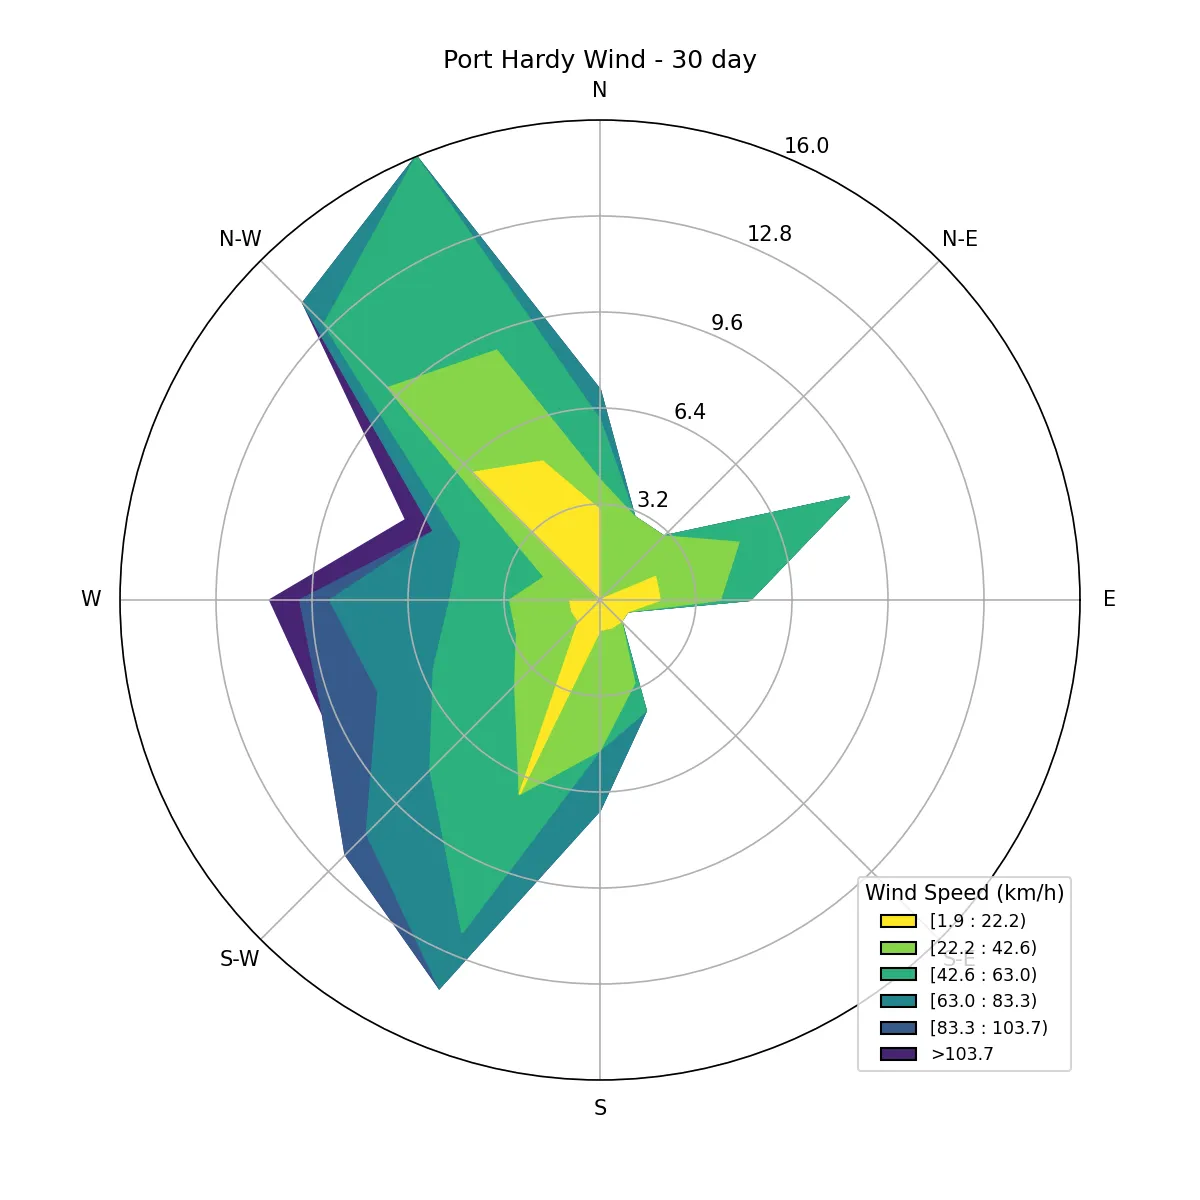 Port Hardy Wind - 30 day
N
16.0
N-W
12.8
N-E
9.6
6.4
3.2
W
E
Wind Speed (km/h)
[1.9 : 22.2)
[22.2 : 42.6)
S-W
S-E
[42.6 : 63.0)
[63.0 : 83.3)
[83.3 : 103.7)
>103.7
S